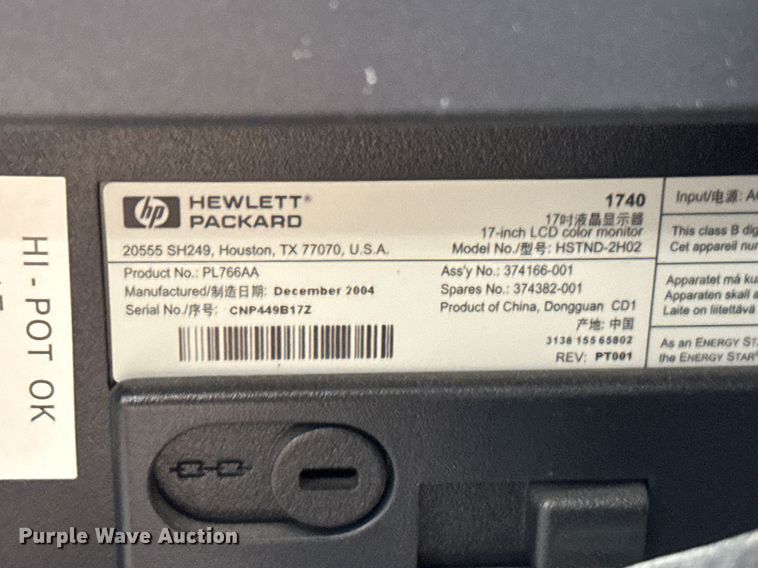 hp
HEWLETT®
PACKARD
20555 SH249, Houston, TX 77070, U.S.A.
1740
17吋液晶显示器
17-inch LCD color monitor
Model No./型号: HSTND-2H02
Product No.: PL766AA
Manufactured/制造日期: December 2004
Serial No./序号: CNP449B17Z
Ass'y No.: 374166-001
Spares No.: 374382-001
Product of China, Dongguan CD1
产地: 中国
3138 155 65802
REV: PT001
Input/电源:
This class B
Cet appareil
Apparatet må
Apparaten skall
Laite on liitettävä
As an ENERGY
the ENERGY STAR®
HI - POT OK
Purple Wave Auction